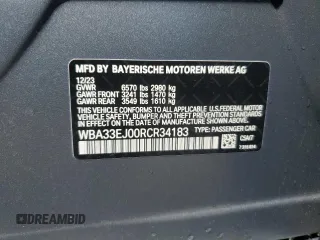 MFD BY BAYERISCHE MOTOREN WERKE AG
12/23
GVWR 6570 lbs 2980 kg
GAWR FRONT 3241 lbs 1470 kg
GAWR REAR 3549 lbs 1610 kg
THIS VEHICLE CONFORMS TO ALL APPLICABLE U.S. FEDERAL MOTOR
VEHICLE SAFETY, BUMPER, AND THEFT PREVENTION STANDARDS IN
EFFECT ON THE DATE OF MANUFACTURE SHOWN ABOVE.
WBA33EJ00RCR34183 TYPE: PASSENGER CAR
DREAMBID